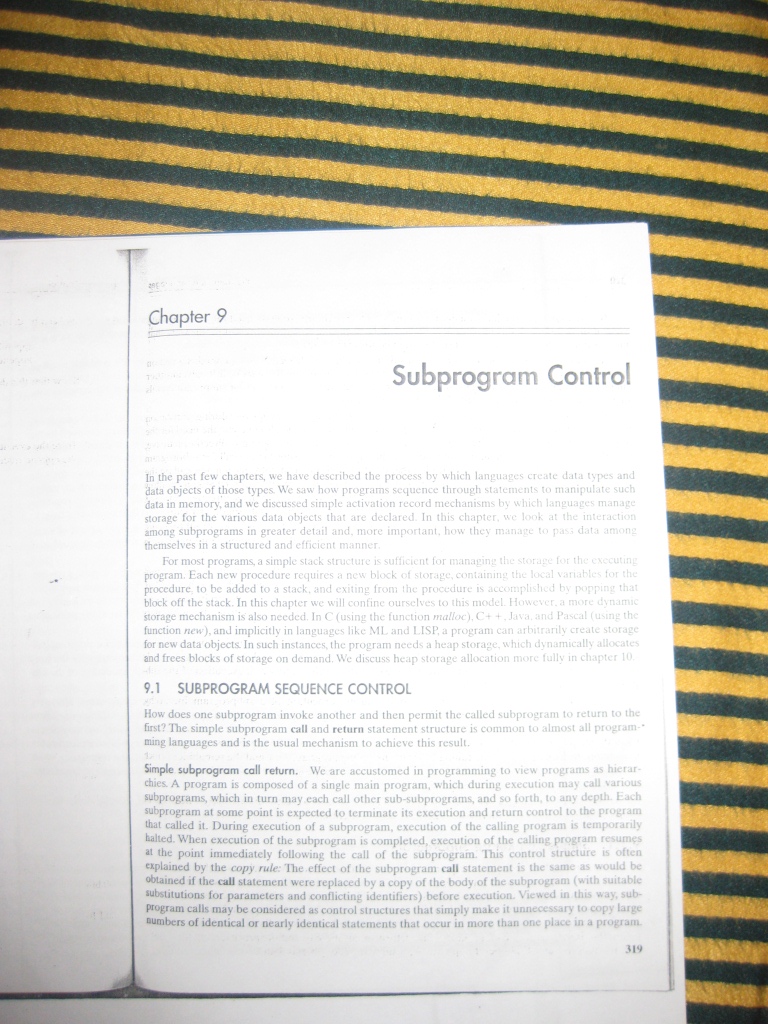 Chapter 9
Subprogram Control
In the past few chapters, we have described the process by which languages create data types and
data objects of those types. We saw how programs sequence through statements to manipulate such
data in memory, and we discussed simple activation record mechanisms by which languages manage
storage for the various data objects that are declared. In this chapter, we look at the interaction
among subprograms in greater detail and, more important, how they manage to pass data among
themselves in a structured and efficient manner.
For most programs, a simple stack structure is sufficient for managing the storage for the executing
program. Each new procedure requires a new block of storage, containing the local variables for the
procedure, to be added to a stack, and exiting from the procedure is accomplished by popping that
block off the stack. In this chapter we will confine ourselves to this model. However, a more dynamic
storage mechanism is also needed. In C (using the function malloc), C++, Java, and Pascal (using the
function new), and implicitly in languages like ML and LISP, a program can arbitrarily create storage
for new data objects. In such instances, the program needs a heap storage, which dynamically allocates
and frees blocks of storage on demand. We discuss heap storage allocation more fully in chapter 10.
9.1 SUBPROGRAM SEQUENCE CONTROL
How does one subprogram invoke another and then permit the called subprogram to return to the
first? The simple subprogram call and return statement structure is common to almost all program-
ming languages and is the usual mechanism to achieve this result.
Simple subprogram call return. We are accustomed in programming to view programs as hierar-
chies. A program is composed of a single main program, which during execution may call various
subprograms, which in turn may each call other sub-subprograms, and so forth, to any depth. Each
subprogram at some point is expected to terminate its execution and return control to the program
that called it. During execution of a subprogram, execution of the calling program is temporarily
halted. When execution of the subprogram is completed, execution of the calling program resumes
at the point immediately following the call of the subprogram. This control structure is often
explained by the copy rule: The effect of the subprogram call statement is the same as would be
obtained if the call statement were replaced by a copy of the body of the subprogram (with suitable
substitutions for parameters and conflicting identifiers) before execution. Viewed in this way, sub-
program calls may be considered as control structures that simply make it unnecessary to copy large
numbers of identical or nearly identical statements that occur in more than one place in a program.
319